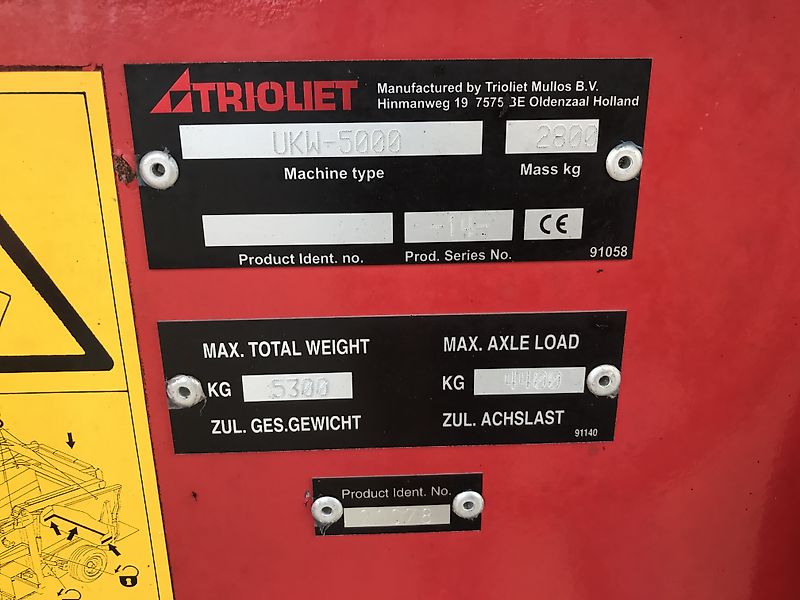 TRIOLIET
Manufactured by Trioliet Mullos B.V.
Hinmanweg 19 7575 BE Oldenzaal Holland
UKW-5000
2800
Machine type
Mass kg
-14-
CE
Product Ident. no.
Prod. Series No.
91058
MAX. TOTAL WEIGHT
MAX. AXLE LOAD
KG 5300
KG 4400
ZUL. GES.GEWICHT
ZUL. ACHSLAST
91140
Product Ident. No.